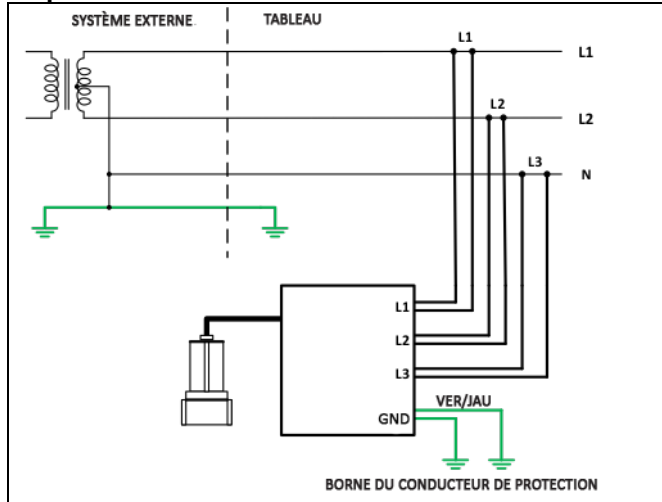 SYSTÈME EXTERNE
TABLEAU
L1
L1
L2
L2
L3
N
L1
L2
L3
VER/JAU
GND
BORNE DU CONDUCTEUR DE PROTECTION